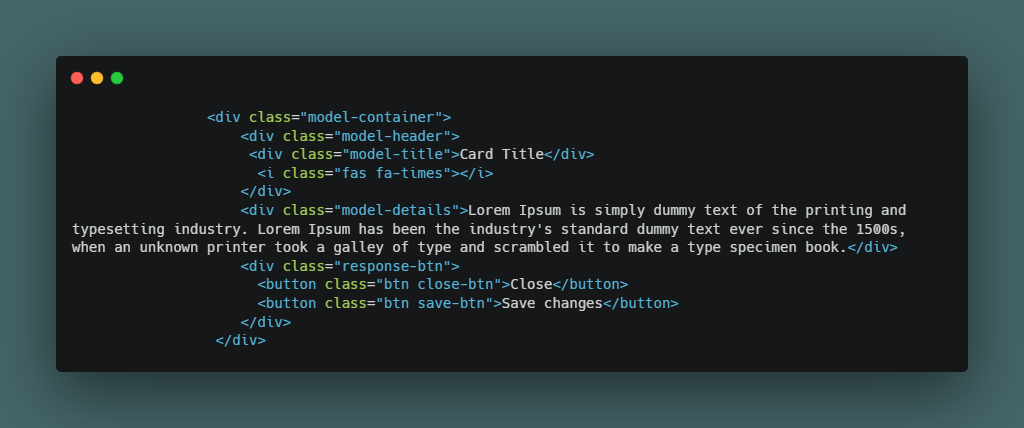 <div class="model-container">
<div class="model-header">
<div class="model-title">Card Title</div>
<i class="fas fa-times"></i>
</div>
<div class="model-details">Lorem Ipsum is simply dummy text of the printing and
typesetting industry. Lorem Ipsum has been the industry's standard dummy text ever since the 1500s,
when an unknown printer took a galley of type and scrambled it to make a type specimen book.</div>
<div class="response-btn">
<button class="btn close-btn">Close</button>
<button class="btn save-btn">Save changes</button>
</div>
</div>